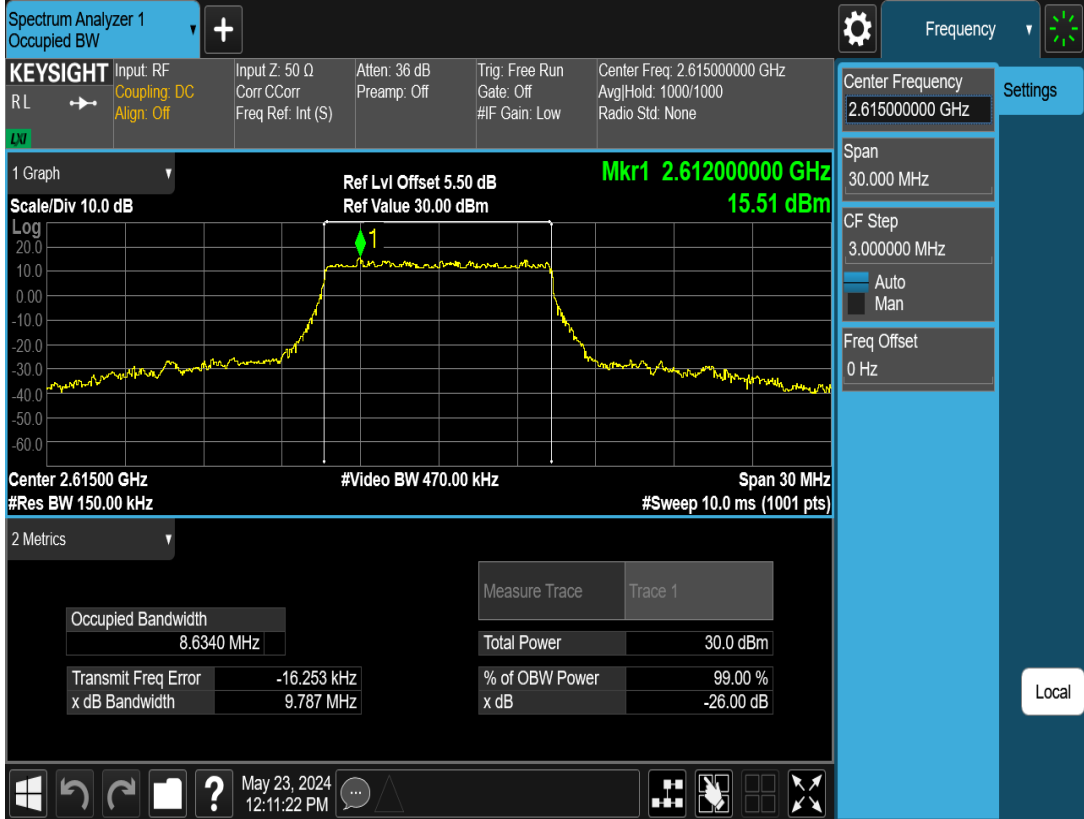 Spectrum Analyzer 1
Occupied BW
Frequency
KEYSIGHT
RL
LXI
Input: RF
Coupling: DC
Align: Off
Input Z: 50 Ω
Corr CCorr
Freq Ref: Int (S)
Atten: 36 dB
Preamp: Off
Trig: Free Run
Gate: Off
#IF Gain: Low
Center Freq: 2.615000000 GHz
Avg|Hold: 1000/1000
Radio Std: None
Center Frequency
2.615000000 GHz
Settings
Span
30.000 MHz
CF Step
3.000000 MHz
Auto
Man
Freq Offset
0 Hz
Local
1 Graph
Scale/Div 10.0 dB
Ref Lvl Offset 5.50 dB
Ref Value 30.00 dBm
Mkr1 2.612000000 GHz
15.51 dBm
Log
1
20.0
10.0
0.00
-10.0
-20.0
-30.0
-40.0
-50.0
-60.0
Center 2.61500 GHz
#Video BW 470.00 kHz
Span 30 MHz
#Res BW 150.00 kHz
#Sweep 10.0 ms (1001 pts)
2 Metrics
Measure Trace Trace 1
Occupied Bandwidth
8.6340 MHz
Total Power 30.0 dBm
Transmit Freq Error -16.253 kHz
% of OBW Power 99.00 %
x dB Bandwidth 9.787 MHz
x dB -26.00 dB
?
May 23, 2024
12:11:22 PM